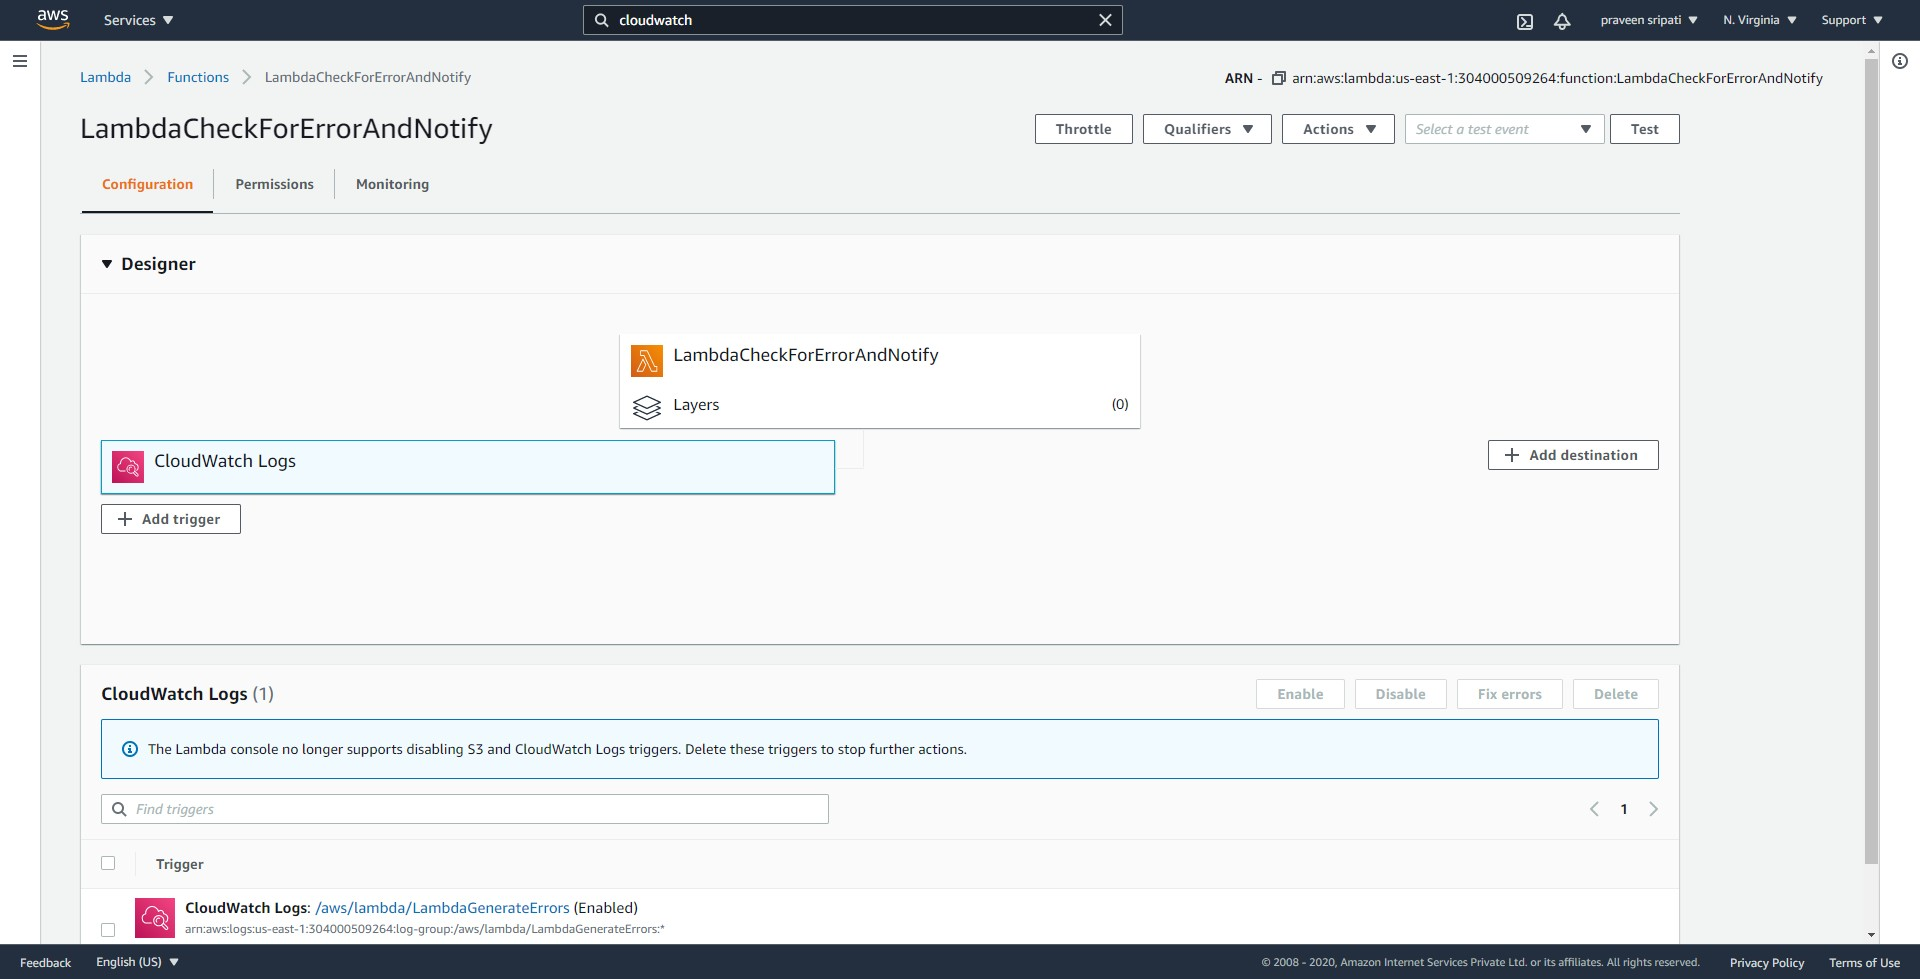 aws
Services
cloudwatch
praveen sripati
N. Virginia
Support
Lambda
Functions
LambdaCheckForErrorAndNotify
ARN - arn:aws:lambda:us-east-1:304000509264:function:LambdaCheckForErrorAndNotify
LambdaCheckForErrorAndNotify
Throttle
Qualifiers
Actions
Select a test event
Test
Configuration
Permissions
Monitoring
Designer
LambdaCheckForErrorAndNotify
Layers
(0)
CloudWatch Logs
Add destination
Add trigger
CloudWatch Logs (1)
Enable
Disable
Fix errors
Delete
The Lambda console no longer supports disabling S3 and CloudWatch Logs triggers. Delete these triggers to stop further actions.
Find triggers
1
Trigger
CloudWatch Logs: /aws/lambda/LambdaGenerateErrors (Enabled)
arn:aws:logs:us-east-1:304000509264:log-group:/aws/lambda/LambdaGenerateErrors:*
Feedback
English (US)
© 2008 - 2020, Amazon Internet Services Private Ltd. or its affiliates. All rights reserved.
Privacy Policy
Terms of Use